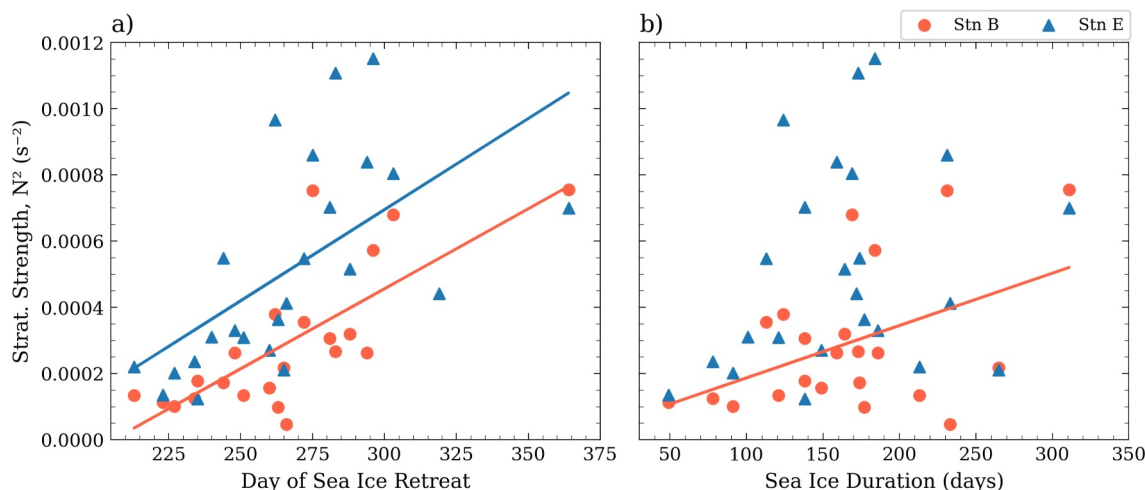 a)
b)
Stn B
Stn E
0.0012
0.0010
0.0008
0.0006
0.0004
0.0002
0.0000
Strat. Strength, N² (s⁻²)
225 250 275 300 325 350 375
50 100 150 200 250 300 350
Day of Sea Ice Retreat
Sea Ice Duration (days)